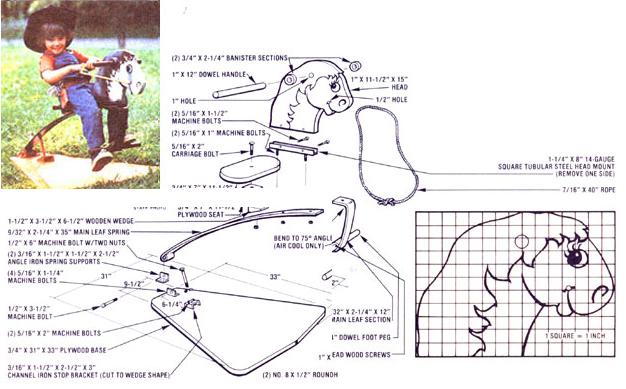 (2) 3/4" X 2-1/4" BANISTER SECTIONS
1" X 12" DOWEL HANDLE
1" X 11-1/2" X 15"
HEAD
1" HOLE
1/2" HOLE
(2) 5/16" X 1-1/2"
MACHINE BOLTS
(2) 5/16" X 1" MACHINE BOLTS
5/16" X 2"
CARRIAGE BOLT
1-1/4" X 8" 14-GAUGE
SQUARE TUBULAR STEEL HEAD MOUNT
(REMOVE ONE SIDE)
7/16" X 40" ROPE
PLYWOOD SEAT
1-1/2" X 3-1/2" X 6-1/2" WOODEN WEDGE
9/32" X 2-1/4" X 35" MAIN LEAF SPRING
1/2" X 6" MACHINE BOLT W/TWO NUTS
(2) 3/16" X 1-1/2" X 1-1/2" X 2"
ANGLE IRON SPRING SUPPORTS
(4) 5/16" X 1-1/4"
MACHINE BOLTS
BEND TO 75° ANGLE
(AIR COOL ONLY)
31"
33"
9-1/2"
6-1/4"
2"
1/2" X 3-1/2"
MACHINE BOLT
(2) 5/16" X 2" MACHINE BOLTS
3/4" X 31" X 33" PLYWOOD BASE
3/16" X 1-1/2" X 2-1/2" X 3"
CHANNEL IRON STOP BRACKET (CUT TO WEDGE SHAPE)
32" X 2-1/4" X 12"
MAIN LEAF SECTION
1" DOWEL FOOT PEG
1" X
EAD WOOD SCREWS
(2) NO. 8 X 1/2" ROUNDH
1 SQUARE = 1 INCH